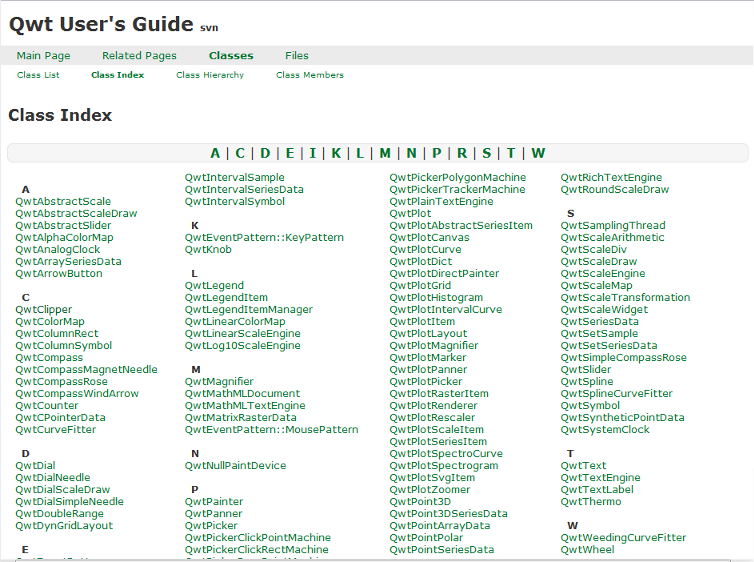 Qwt User's Guide svn
Main Page Related Pages Classes Files
Class List Class Index Class Hierarchy Class Members
Class Index
A | C | D | E | I | K | L | M | N | P | R | S | T | W
A
QwtAbstractScale
QwtAbstractScaleDraw
QwtAbstractSlider
QwtAlphaColorMap
QwtAnalogClock
QwtArraySeriesData
QwtArrowButton
C
QwtClipper
QwtColorMap
QwtColumnRect
QwtColumnSymbol
QwtCompass
QwtCompassMagnetNeedle
QwtCompassRose
QwtCompassWindArrow
QwtCounter
QwtCPointerData
QwtCurveFitter
D
QwtDial
QwtDialNeedle
QwtDialScaleDraw
QwtDialSimpleNeedle
QwtDoubleRange
QwtDynGridLayout
E
QwtIntervalSample
QwtIntervalSeriesData
QwtIntervalSymbol
K
QwtEventPattern::KeyPattern
QwtKnob
L
QwtLegend
QwtLegendItem
QwtLegendItemManager
QwtLinearColorMap
QwtLinearScaleEngine
QwtLog10ScaleEngine
M
QwtMagnifier
QwtMathMLDocument
QwtMathMLTextEngine
QwtMatrixRasterData
QwtEventPattern::MousePattern
N
QwtNullPaintDevice
P
QwtPainter
QwtPanner
QwtPicker
QwtPickerClickPointMachine
QwtPickerClickRectMachine
QwtPickerPolygonMachine
QwtPickerTrackerMachine
QwtPlainTextEngine
QwtPlot
QwtPlotAbstractSeriesItem
QwtPlotCanvas
QwtPlotCurve
QwtPlotDict
QwtPlotDirectPainter
QwtPlotGrid
QwtPlotHistogram
QwtPlotIntervalCurve
QwtPlotItem
QwtPlotLayout
QwtPlotMagnifier
QwtPlotMarker
QwtPlotPanner
QwtPlotPicker
QwtPlotRasterItem
QwtPlotRenderer
QwtPlotRescaler
QwtPlotScaleItem
QwtPlotSeriesItem
QwtPlotSpectroCurve
QwtPlotSpectrogram
QwtPlotSvgItem
QwtPlotZoomer
QwtPoint3D
QwtPoint3DSeriesData
QwtPointArrayData
QwtPointPolar
QwtPointSeriesData
QwtRichTextEngine
QwtRoundScaleDraw
S
QwtSamplingThread
QwtScaleArithmetic
QwtScaleDiv
QwtScaleDraw
QwtScaleEngine
QwtScaleMap
QwtScaleTransformation
QwtScaleWidget
QwtSeriesData
QwtSetSample
QwtSetSeriesData
QwtSimpleCompassRose
QwtSlider
QwtSpline
QwtSplineCurveFitter
QwtSymbol
QwtSyntheticPointData
QwtSystemClock
T
QwtText
QwtTextEngine
QwtTextLabel
QwtThermo
W
QwtWeedingCurveFitter
QwtWheel